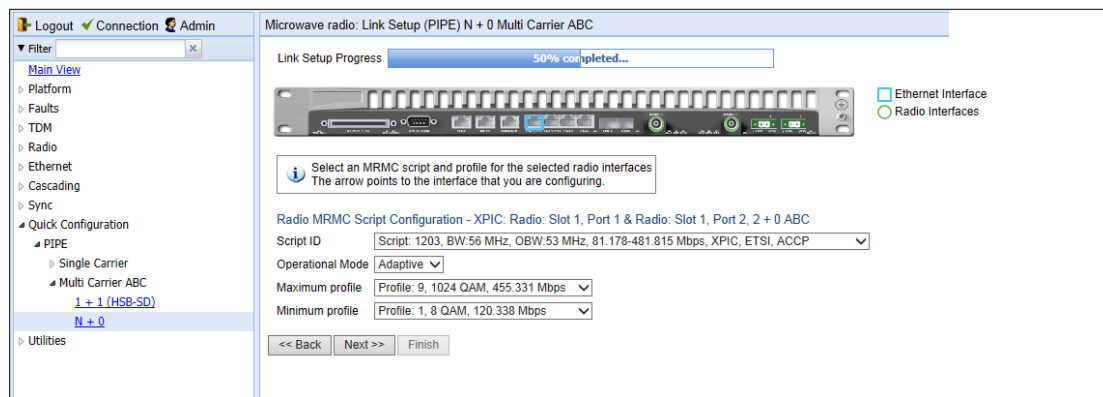 Logout Connection Admin
Filter
Main View
Platform
Faults
TDM
Radio
Ethernet
Cascading
Sync
Quick Configuration
PIPE
Single Carrier
Multi Carrier ABC
1 + 1 (HSB-SD)
N + 0
Utilities
Microwave radio: Link Setup (PIPE) N + 0 Multi Carrier ABC
Link Setup Progress 50% completed...
Ethernet Interface
Radio Interfaces
Select an MRMC script and profile for the selected radio interfaces
The arrow points to the interface that you are configuring.
Radio MRMC Script Configuration - XPIC: Radio: Slot 1, Port 1 & Radio: Slot 1, Port 2, 2 + 0 ABC
Script ID Script: 1203, BW:56 MHz, OBW:53 MHz, 81.178-481.815 Mbps, XPIC, ETSI, ACCP
Operational Mode Adaptive
Maximum profile Profile: 9, 1024 QAM, 455.331 Mbps
Minimum profile Profile: 1, 8 QAM, 120.338 Mbps
<< Back Next >> Finish